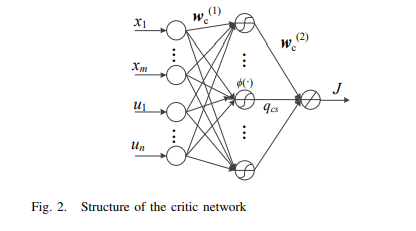 x1
wc(1)
wc(2)
xm
ϕ(·)
J
u1
qcs
un
Fig. 2. Structure of the critic network